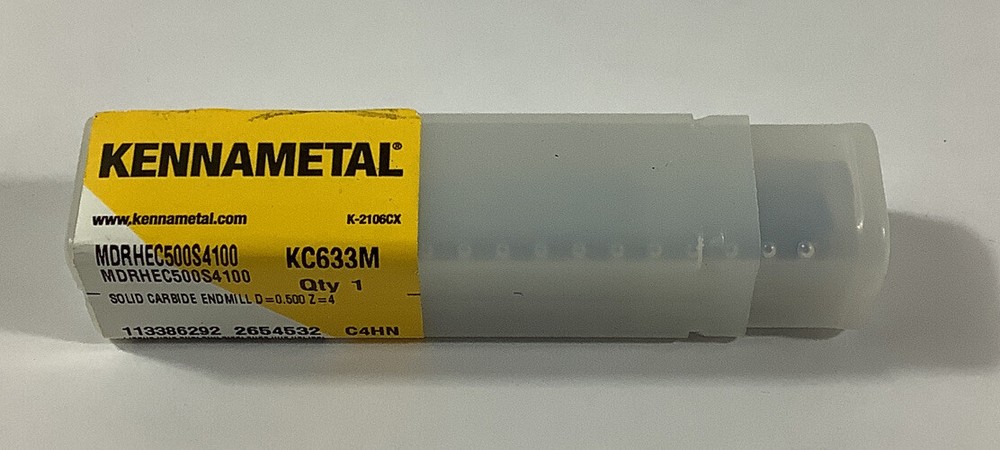 KENNAMETAL®
www.kennametal.com K-2106CX
MDRHEC500S4100 KC633M
MDRHEC500S4100 Qty 1
SOLID CARBIDE ENDMILL D=0.500 Z=4
113386292 2654532 C4HN